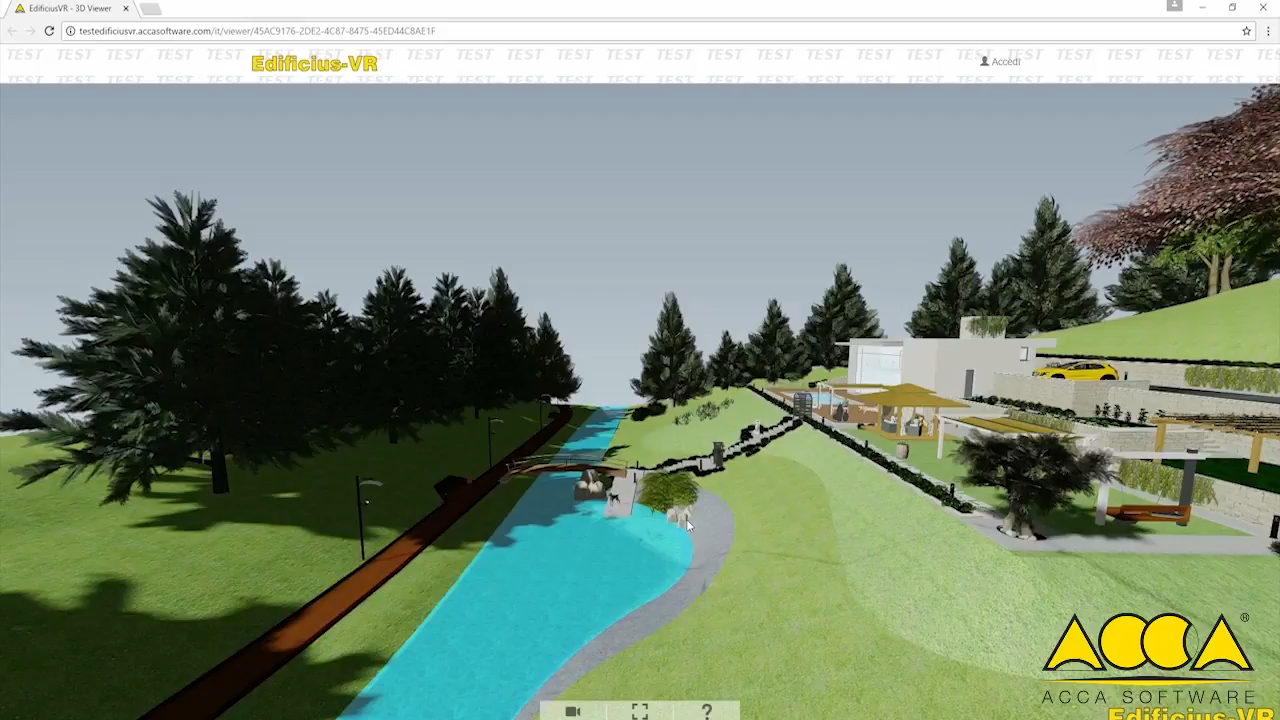 EdificiusVR - 3D Viewer
testedificiusvr.accasoftware.com/it/viewer/45AC9176-2DE2-4C87-8475-45ED44C8AE1F
TEST TEST TEST TEST TEST TEST TEST TEST TEST TEST TEST TEST TEST TEST TEST TEST TEST TEST TEST TEST TEST TEST TEST TEST TEST
Edificius-VR
Accedi
ACCA ®
ACCA SOFTWARE
Edificius-VR
?